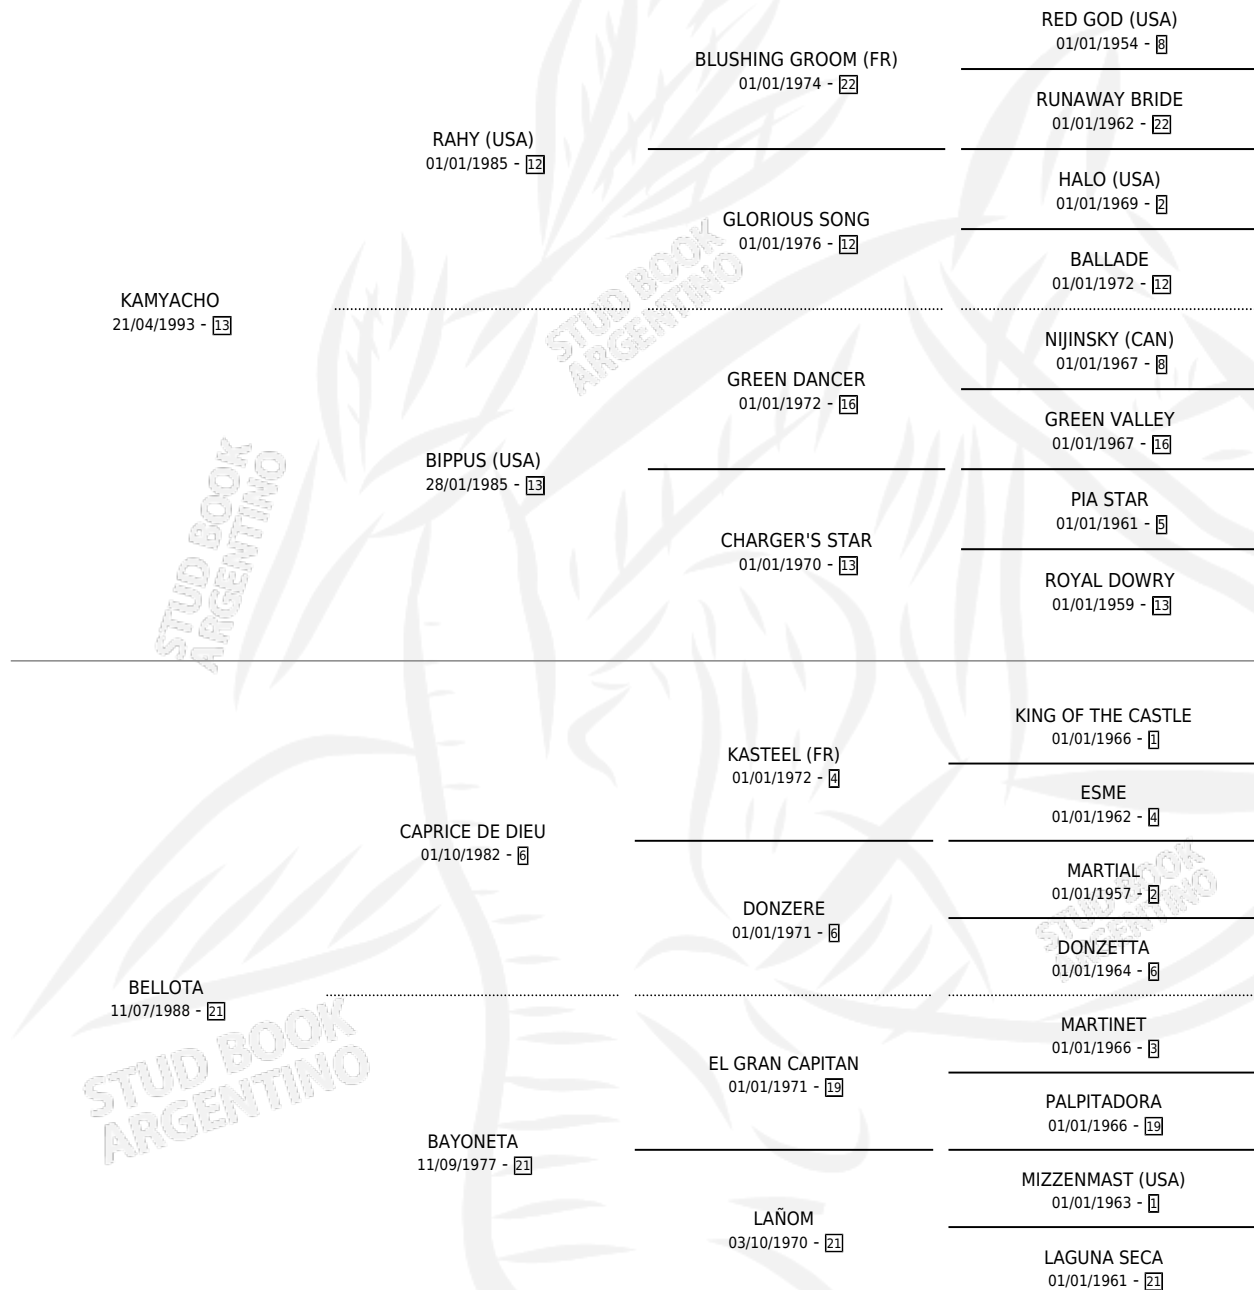 RED GOD (USA)
01/01/1954 - 8
BLUSHING GROOM (FR)
01/01/1974 - 22
RUNAWAY BRIDE
01/01/1962 - 22
RAHY (USA)
01/01/1985 - 12
HALO (USA)
01/01/1969 - 2
GLORIOUS SONG
01/01/1976 - 12
BALLADE
01/01/1972 - 12
KAMYACHO
21/04/1993 - 13
NIJINSKY (CAN)
01/01/1967 - 8
GREEN DANCER
01/01/1972 - 16
GREEN VALLEY
01/01/1967 - 16
BIPPUS (USA)
28/01/1985 - 13
PIA STAR
01/01/1961 - 5
CHARGER'S STAR
01/01/1970 - 13
ROYAL DOWRY
01/01/1959 - 13
KING OF THE CASTLE
01/01/1966 - 1
KASTEEL (FR)
01/01/1972 - 4
ESME
01/01/1962 - 4
CAPRICE DE DIEU
01/10/1982 - 6
MARTIAL
01/01/1957 - 2
DONZERE
01/01/1971 - 6
DONZETTA
01/01/1964 - 6
BELLOTA
11/07/1988 - 21
MARTINET
01/01/1966 - 3
EL GRAN CAPITAN
01/01/1971 - 19
PALPITADORA
01/01/1966 - 19
BAYONETA
11/09/1977 - 21
MIZZENMAST (USA)
01/01/1963 - 1
LAÑOM
03/10/1970 - 21
LAGUNA SECA
01/01/1961 - 21
STUD BOOK
ARGENTINO
STUD BOOK
ARGENTINO
STUD BOOK
ARGENTINO
STUD BOOK
ARGENTINO